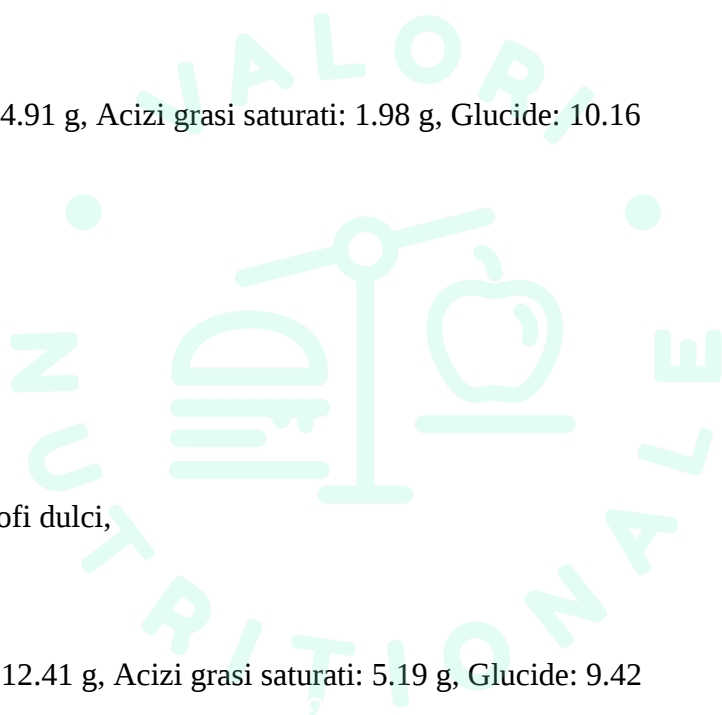 VALORI
4.91 g, Acizi grasi saturati: 1.98 g, Glucide: 10.16
ofi dulci,
12.41 g, Acizi grasi saturati: 5.19 g, Glucide: 9.42
NUTRIȚIONALE